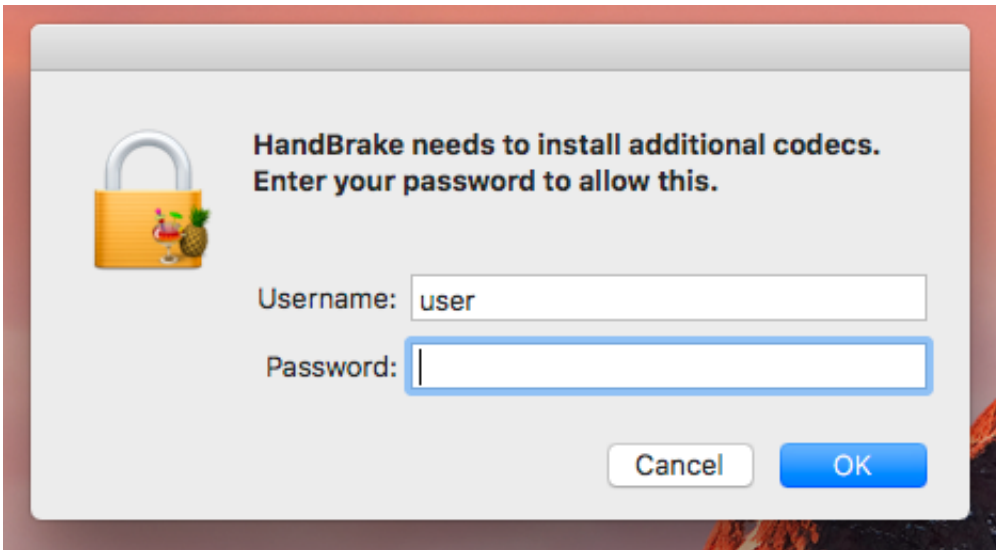 HandBrake needs to install additional codecs.
Enter your password to allow this.
Username: user
Password:
Cancel OK